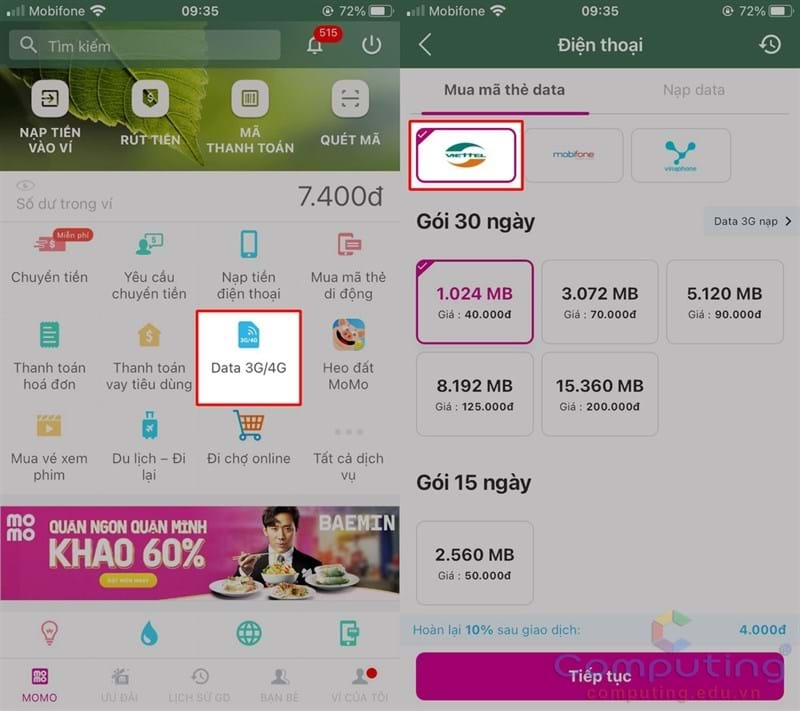 Mobifone
09:35
72%
Tìm kiếm
515
NẠP TIỀN
VÀO VÍ
RÚT TIỀN
MÃ
THANH TOÁN
QUÉT MÃ
Số dư trong ví
7.400đ
Miễn phí
Chuyển tiền
Yêu cầu
chuyển tiền
Nạp tiền
điện thoại
Mua mã thẻ
di động
Thanh toán
hoá đơn
Thanh toán
vay tiêu dùng
3G/4G
Data 3G/4G
Heo đất
MoMo
Mua vé xem
phim
Du lịch – Đi
lại
Đi chợ online
Tất cả dịch
vụ
mo
mo
QUÁN NGON QUẬN MÌNH
KHAO 60%
ĐẶT MÓN NGAY
BAEMIN
MOMO
ƯU ĐÃI
LỊCH SỬ GD
BẠN BÈ
VÍ CỦA TÔI
Mobifone
09:35
72%
Điện thoại
Mua mã thẻ data
Nạp data
VIETTEL
mobifone
vinaphone
Gói 30 ngày
Data 3G nạp
1.024 MB
Giá : 40.000đ
3.072 MB
Giá : 70.000đ
5.120 MB
Giá : 90.000đ
8.192 MB
Giá : 125.000đ
15.360 MB
Giá : 200.000đ
Gói 15 ngày
2.560 MB
Giá : 50.000đ
Hoàn lại 10% sau giao dịch:
4.000đ
Tiếp tục
Computing
computing.edu.vn